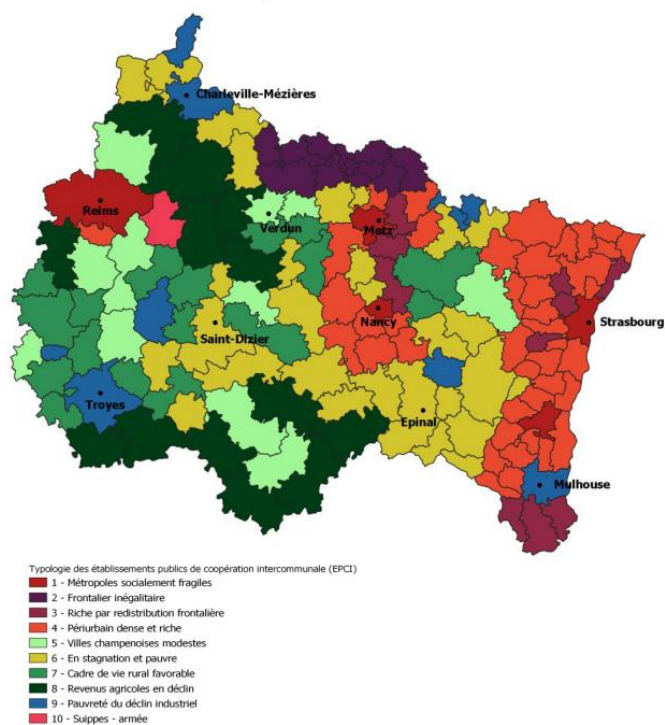 Charleville-Mézières
Reims
Verdun
Metz
Nancy
Strasbourg
Saint-Dizier
Troyes
Epinal
Mulhouse
Typologie des établissements publics de coopération intercommunale (EPCI)
1 - Métropoles socialement fragiles
2 - Frontalier inégalitaire
3 - Riche par redistribution frontalière
4 - Périurbain dense et riche
5 - Villes champenoises modestes
6 - En stagnation et pauvre
7 - Cadre de vie rural favorable
8 - Revenus agricoles en déclin
9 - Pauvreté du déclin industriel
10 - Suippes - armée